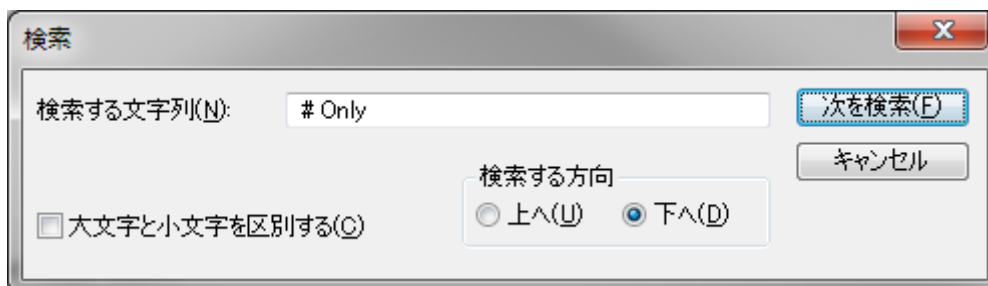 検索
検索する文字列(N): # Only 次を検索(F)
キャンセル
検索する方向
大文字と小文字を区別する(C) 上へ(U) 下へ(D)